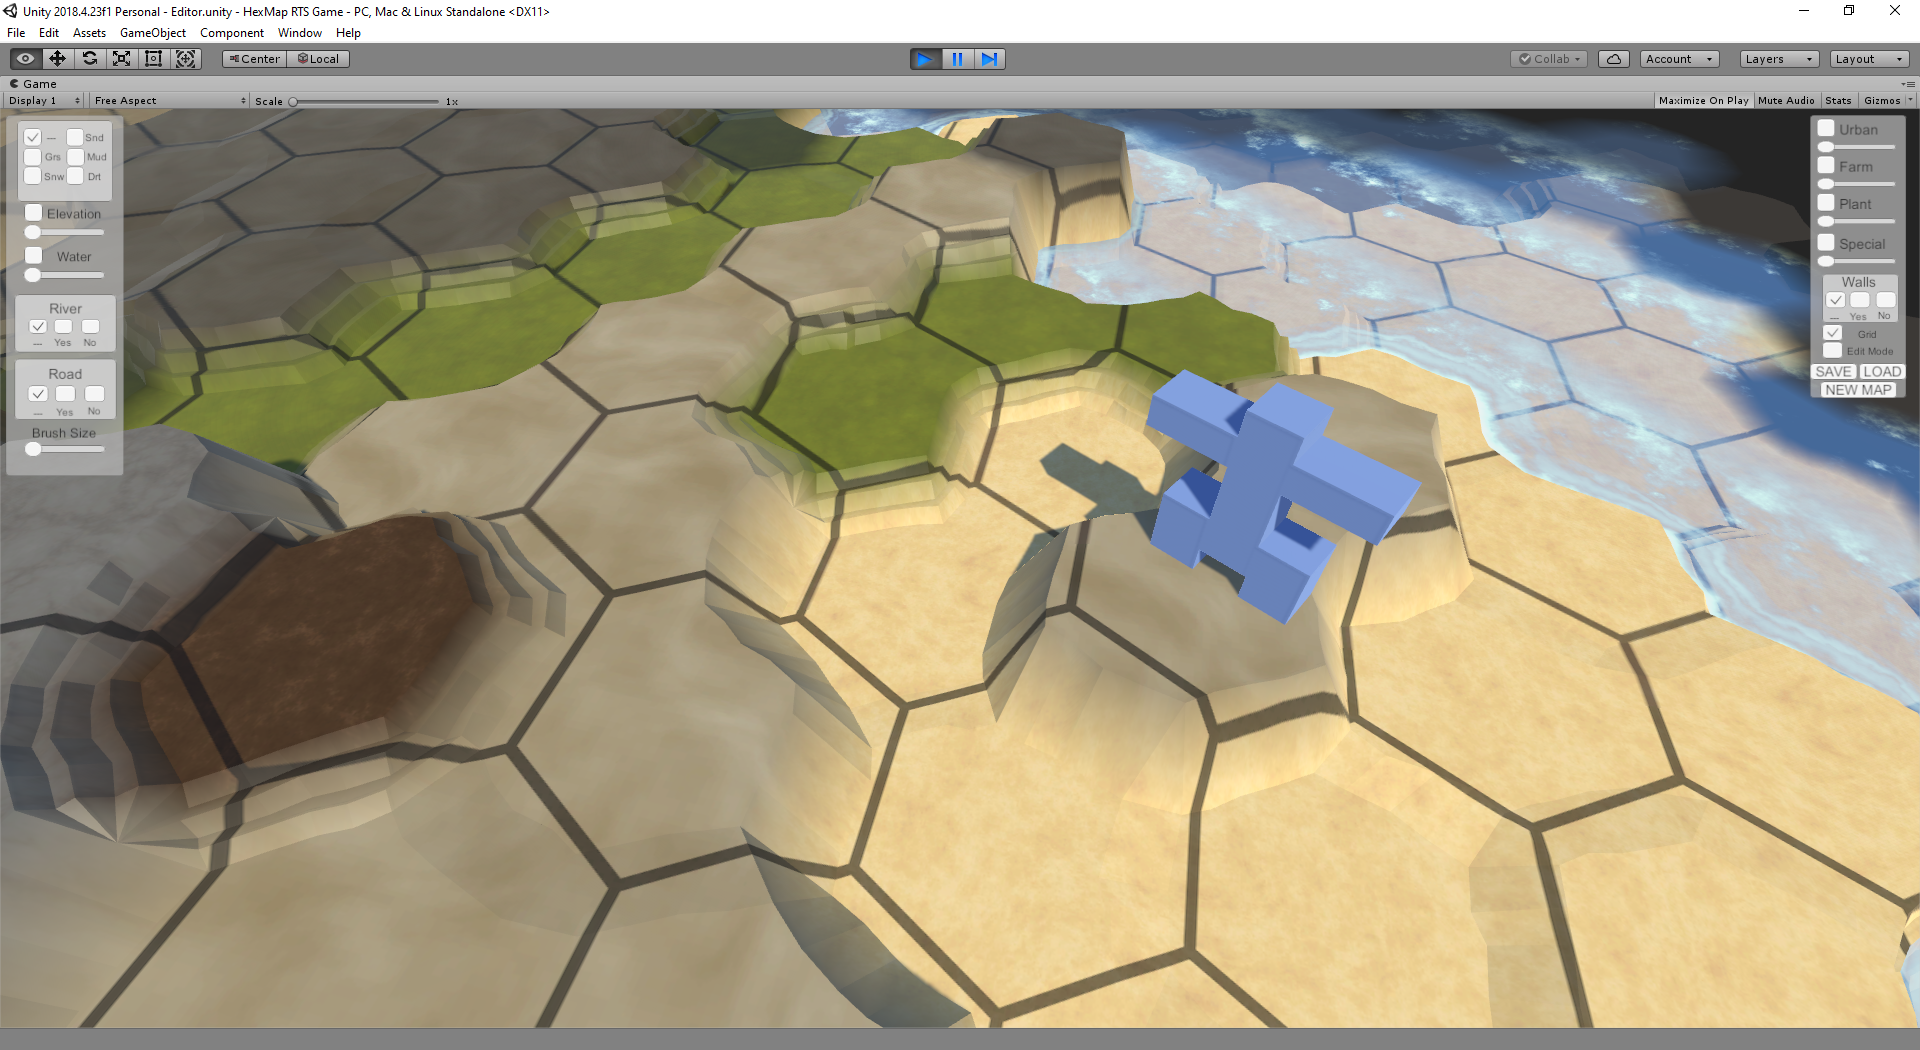 Unity 2018.4.23f1 Personal - Editor.unity - HexMap RTS Game - PC, Mac & Linux Standalone <DX11>
File Edit Assets GameObject Component Window Help
Center Local Collab Account Layers Layout
Game
Display 1 Free Aspect Scale 1x Maximize On Play Mute Audio Stats Gizmos
--- Snd
Grs Mud
Snw Drt
Elevation
Water
River
--- Yes No
Road
--- Yes No
Brush Size
Urban
Farm
Plant
Special
Walls
--- Yes No
Grid
Edit Mode
SAVE LOAD
NEW MAP